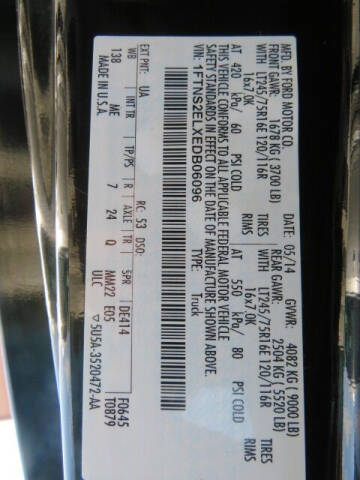 MFD. BY FORD MOTOR CO.
DATE: 05/14 GVWR: 4082 KG (9000 LB)
FRONT GAWR: 1678 KG (3700 LB) REAR GAWR: 2504 KG (5520 LB)
WITH LT245/75R16E 120/116R TIRES WITH LT245/75R16E 120/116R TIRES
16x7.0K RIMS 16x7.0K RIMS
AT 420 kPa/ 60 PSI COLD AT 550 kPa/ 80 PSI COLD
THIS VEHICLE CONFORMS TO ALL APPLICABLE FEDERAL MOTOR VEHICLE
SAFETY STANDARDS IN EFFECT ON THE DATE OF MANUFACTURE SHOWN ABOVE.
VIN: 1FTNS2ELXEDB06096 TYPE: Truck
F0645
T0879
EXT PNT: UA RC: 53 DSO:
WB INT TR TP/PS R AXLE TR SPR DE414
138 ME 7 24 Q MM22 E05
MADE IN U.S.A. ULC ▽5U5A-3520472-AA